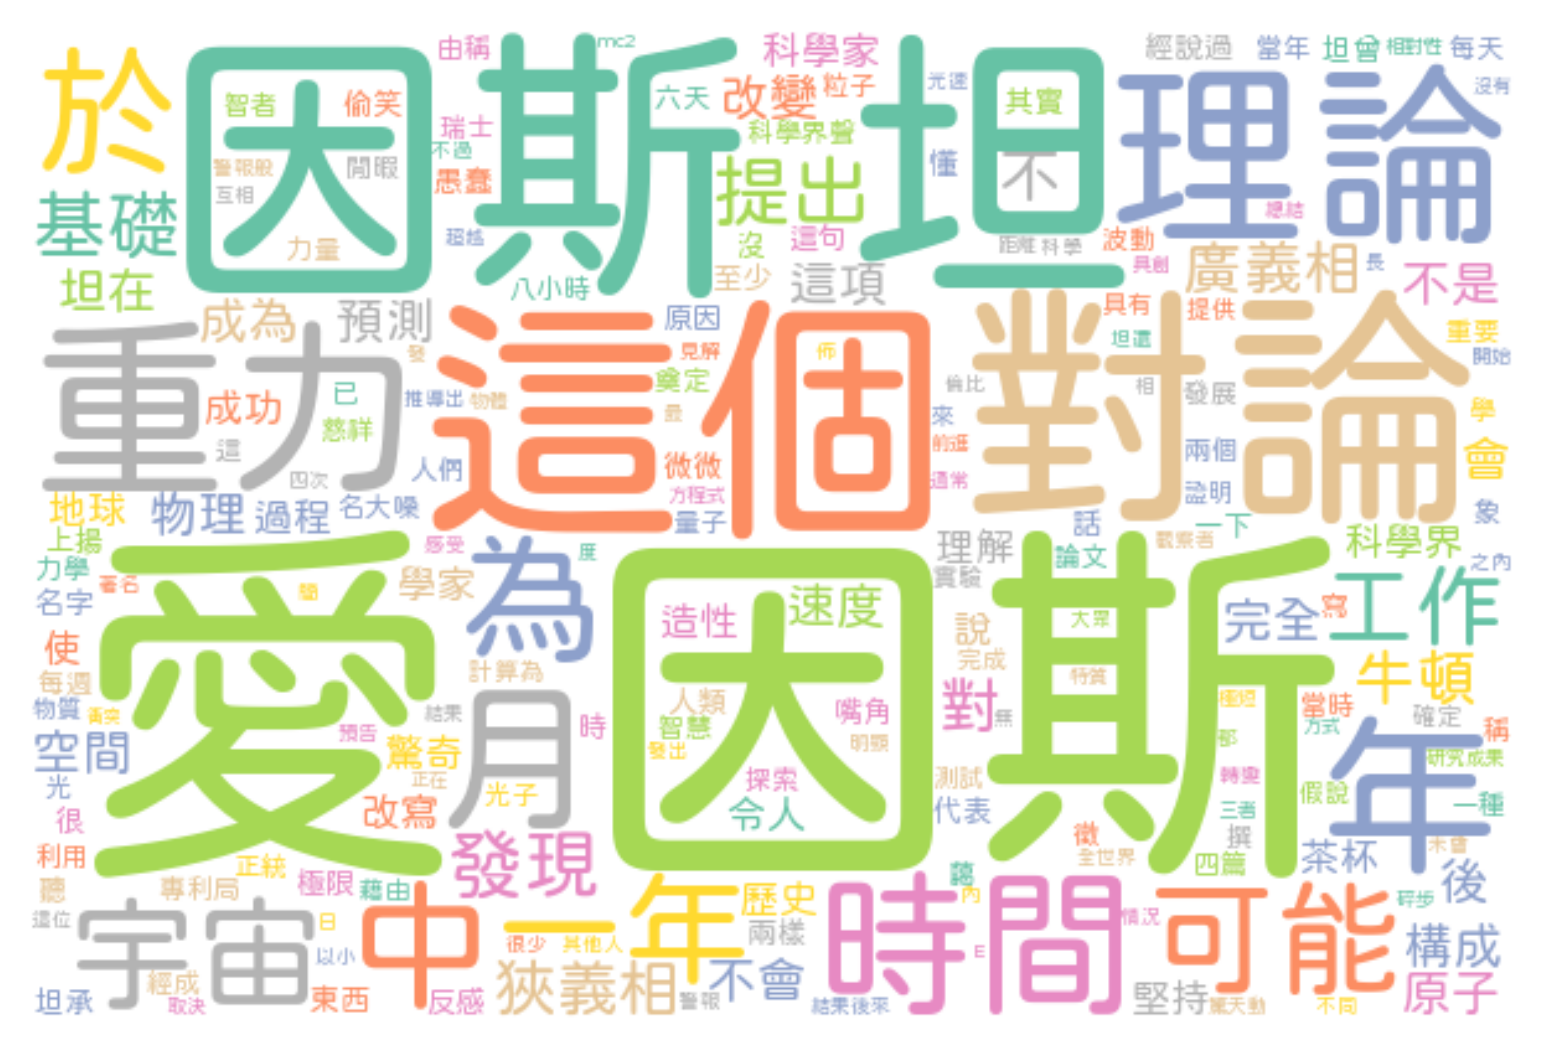 於
因斯坦
理論
由稱
mc2
科學家
經說過
當年
坦曾
相對性
每天
智者
偷笑
六天
改變
粒子
光速
其實
沒有
瑞士
科學界聲
不過
懂
不
警報般
閒暇
愚蠢
提出
互相
基礎
力量
超越
沒
這句
距離
科學
波動
總結
具創
廣義相
長
坦在
八小時
至少
這項
不是
成為
預測
原因
具有
提供
重要
重力
發
這個
見解
佈
坦還
對論
開始
成功
已
推導出
物體
奠定
倫比
相
發展
慈祥
最
來
學
這
人們
微微
前進
兩個
會
四次
方程式
通常
證明
地球
物理
過程
名大噪
量子
話
一下
象
上揚
感受
度
理解
論文
觀察者
科學界
力學
著名
簡
學家
為
實驗
之內
名字
愛
造性
速度
因斯
大眾
完全
寫
工作
使
計算為
說
完成
每週
人類
嘴角
對
特質
牛頓
物質
衝突
結果
月
時
智慧
無
極短
當時
確定
預告
發出
明顯
方式
稱
空間
驚奇
都
年
研究成果
光
正在
光子
探索
測試
轉變
假說
很
改寫
令人
代表
三者
一種
徵
撰
利用
正統
發現
全世界
四篇
茶杯
未曾
聽
專利局
極限
藉由
歷史
聽
內
後
這位
宇宙
日
中
一年
時間
情況
可能
碎步
以小
很少
其他人
兩樣
E
構成
經成
狹義相
不會
坦承
取決
東西
反感
警報
結果後來
堅持
驚天動
不同
原子